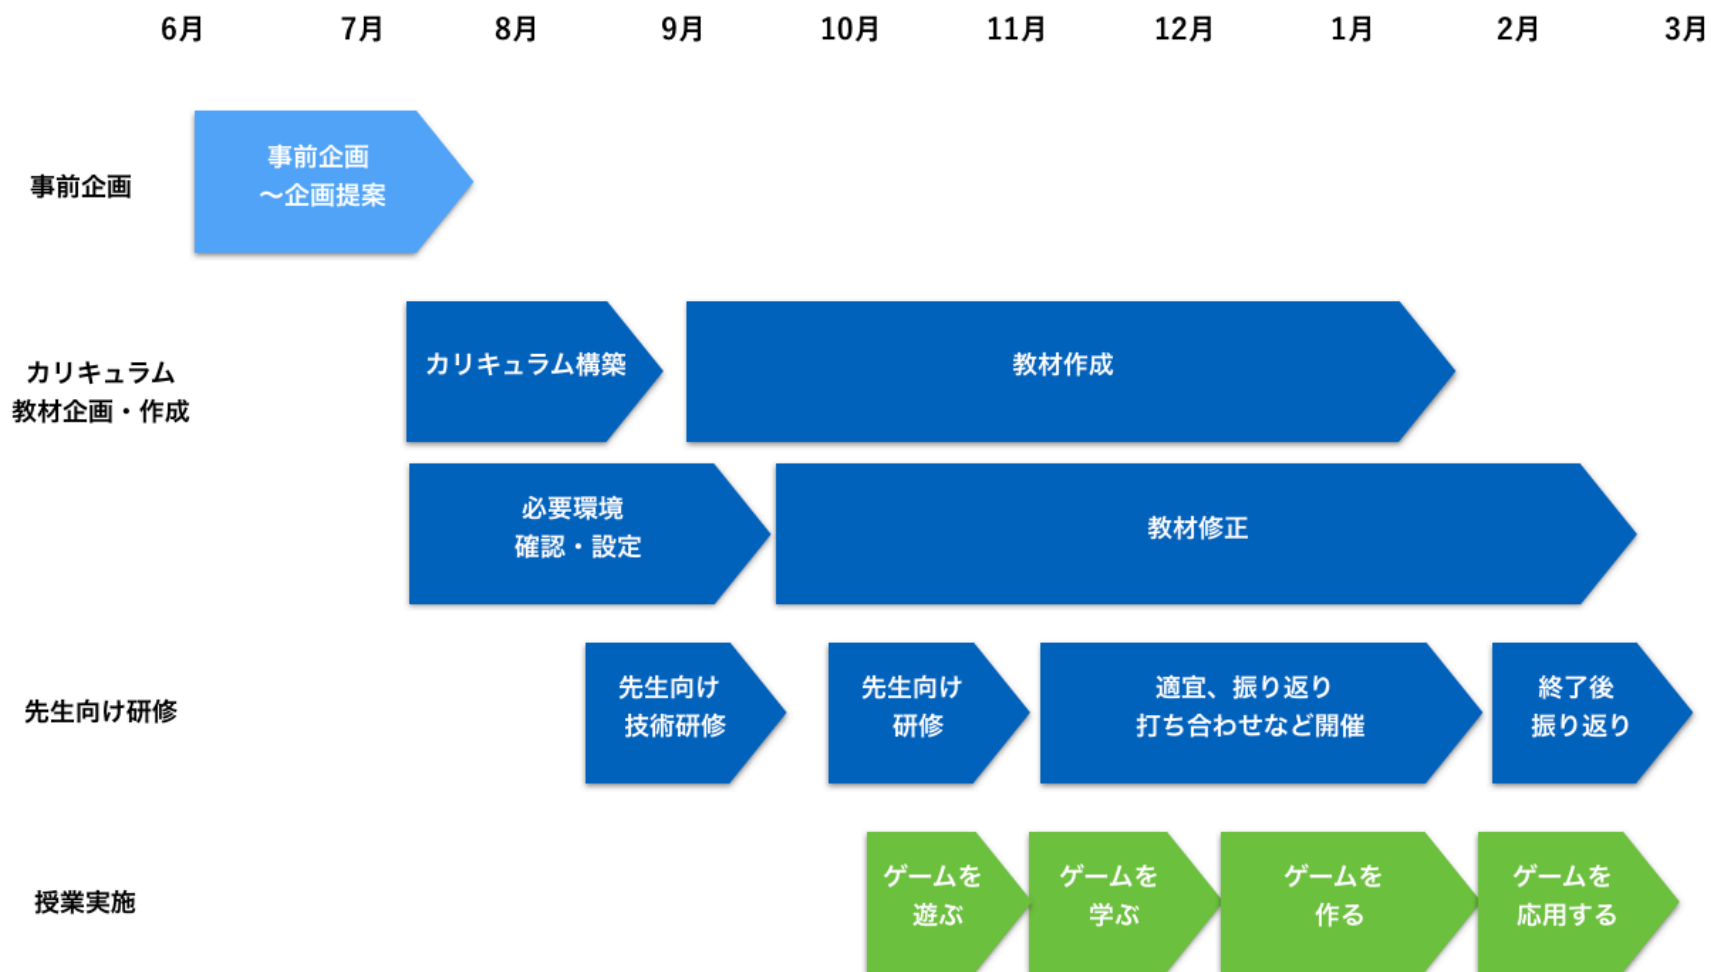 6月 7月 8月 9月 10月 11月 12月 1月 2月 3月
事前企画
事前企画
〜企画提案
カリキュラム
教材企画・作成
カリキュラム構築
教材作成
必要環境
確認・設定
教材修正
先生向け研修
先生向け
技術研修
先生向け
研修
適宜、振り返り
打ち合わせなど開催
終了後
振り返り
授業実施
ゲームを
遊ぶ
ゲームを
学ぶ
ゲームを
作る
ゲームを
応用する